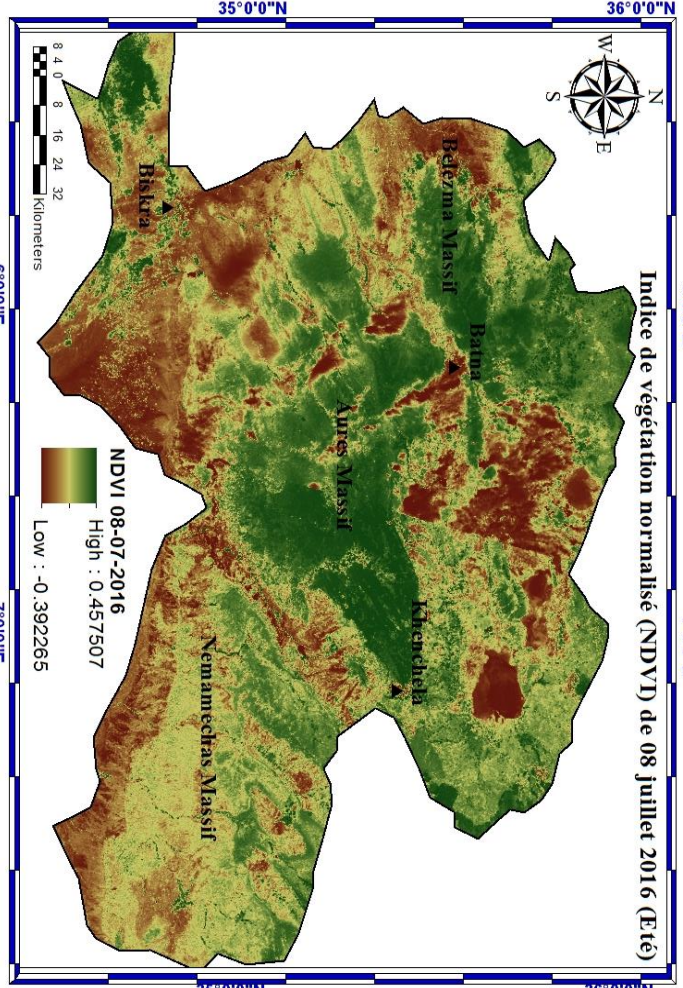 Indice de végétation normalisé (NDVI) de 08 juillet 2016 (Eté)
36°0'0"N
35°0'0"N
N
W
E
S
Belezma Massif
Batna
Khenchela
Aures Massif
Nemamechas Massif
Biskra
NDVI 08-07-2016
High : 0.457507
Low : -0.392265
8 4 0 8 16 24 32
Kilometers